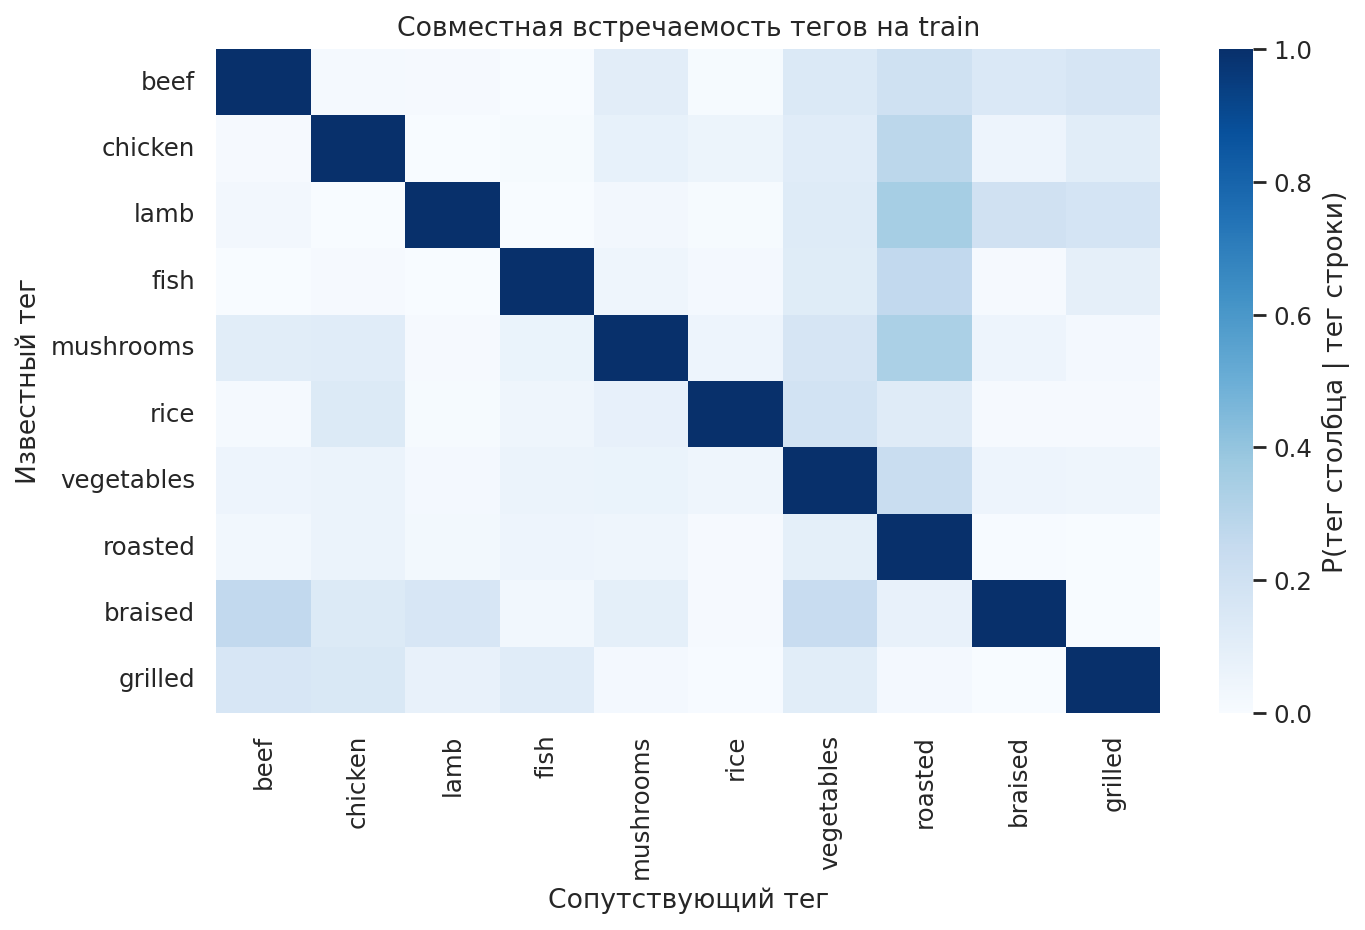 Совместная встречаемость тегов на train
Известный тег
beef
chicken
lamb
fish
mushrooms
rice
vegetables
roasted
braised
grilled
beef
chicken
lamb
fish
mushrooms
rice
vegetables
roasted
braised
grilled
Сопутствующий тег
1.0
0.8
0.6
0.4
0.2
0.0
P(тег столбца | тег строки)